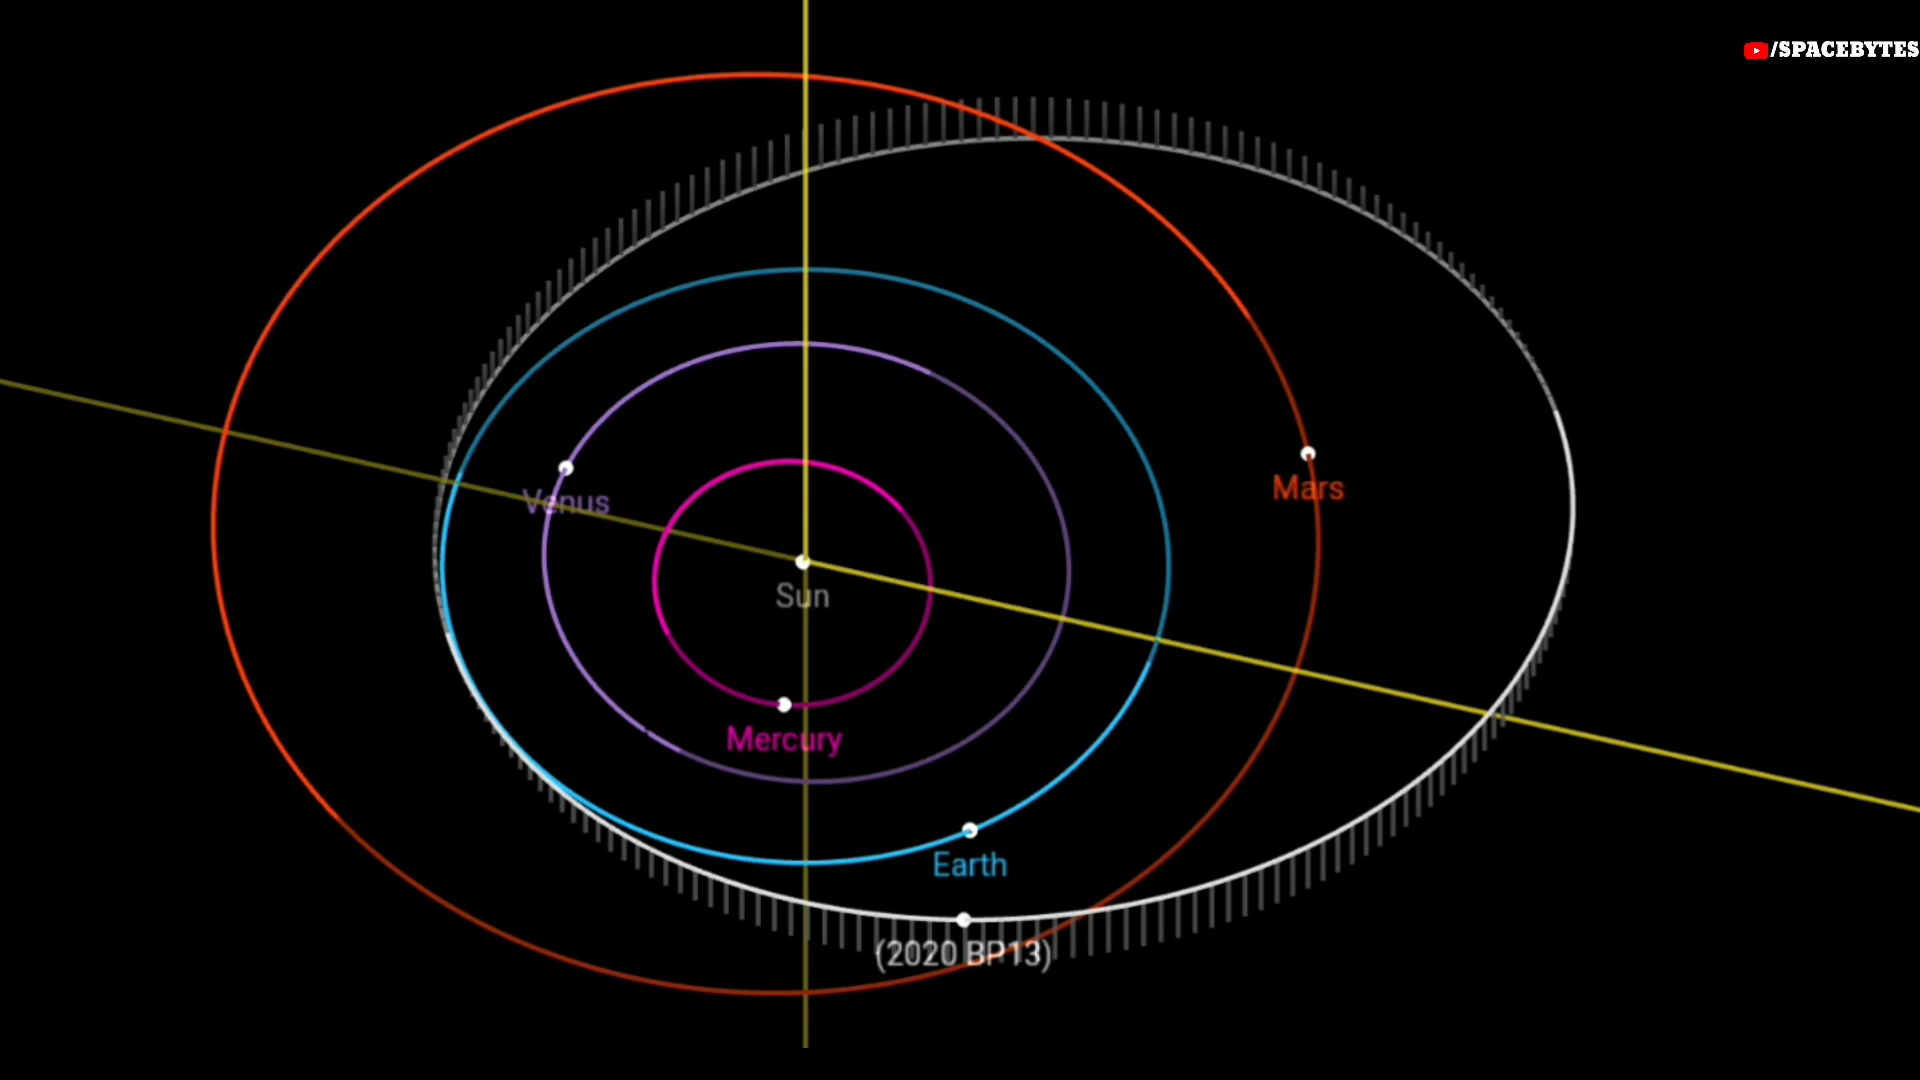 /SPACEBYTES
Venus
Mars
Sun
Mercury
Earth
(2020 BP13)